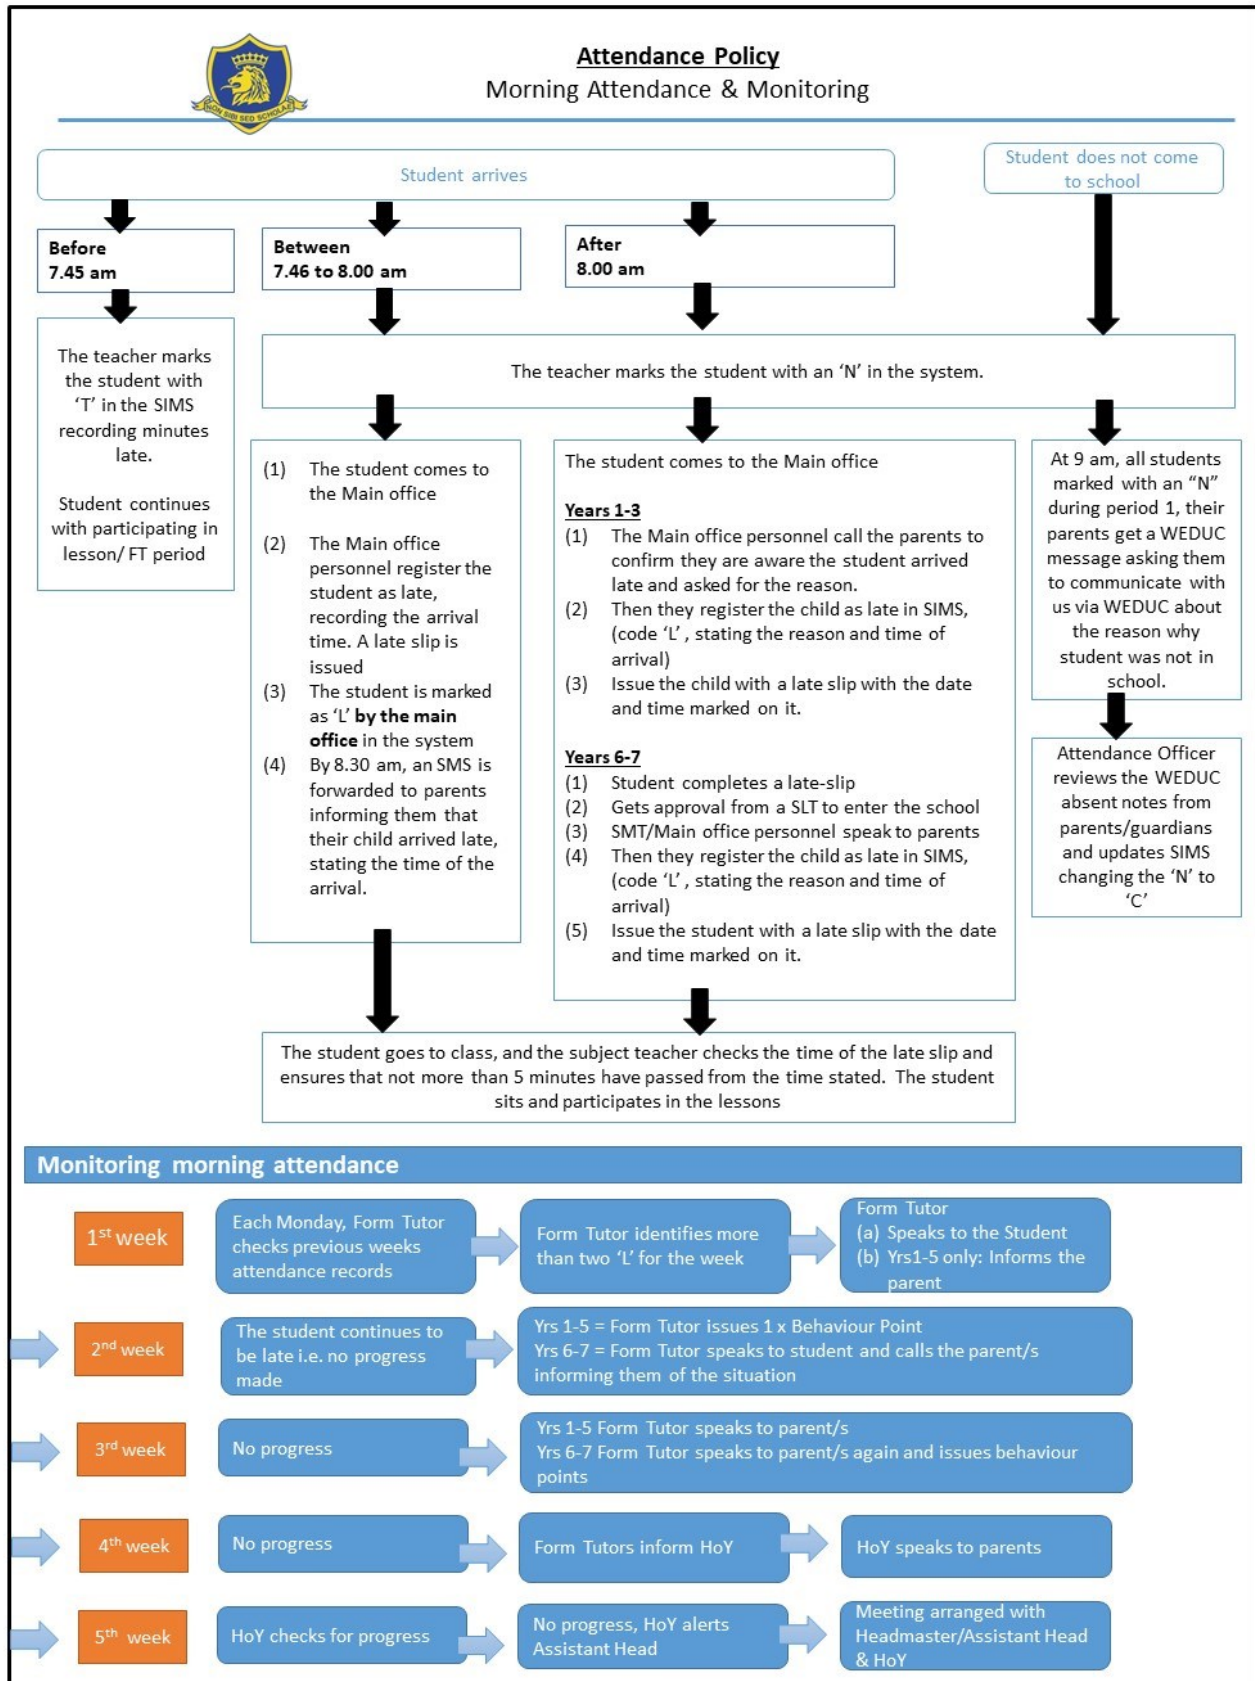 Attendance Policy
Morning Attendance & Monitoring
NON SIBI SED SCHOLAE
Student arrives
Student does not come
to school
Before
7.45 am
Between
7.46 to 8.00 am
After
8.00 am
The teacher marks
the student with
‘T’ in the SIMS
recording minutes
late.
Student continues
with participating in
lesson/ FT period
The teacher marks the student with an ‘N’ in the system.
(1) The student comes to
the Main office
(2) The Main office
personnel register the
student as late,
recording the arrival
time. A late slip is
issued
(3) The student is marked
as ‘L’ by the main
office in the system
(4) By 8.30 am, an SMS is
forwarded to parents
informing them that
their child arrived late,
stating the time of the
arrival.
The student comes to the Main office
Years 1-3
(1) The Main office personnel call the parents to
confirm they are aware the student arrived
late and asked for the reason.
(2) Then they register the child as late in SIMS,
(code ‘L’ , stating the reason and time of
arrival)
(3) Issue the child with a late slip with the date
and time marked on it.
Years 6-7
(1) Student completes a late-slip
(2) Gets approval from a SLT to enter the school
(3) SMT/Main office personnel speak to parents
(4) Then they register the child as late in SIMS,
(code ‘L’ , stating the reason and time of
arrival)
(5) Issue the student with a late slip with the date
and time marked on it.
At 9 am, all students
marked with an “N”
during period 1, their
parents get a WEDUC
message asking them
to communicate with
us via WEDUC about
the reason why
student was not in
school.
Attendance Officer
reviews the WEDUC
absent notes from
parents/guardians
and updates SIMS
changing the ‘N’ to
‘C’
The student goes to class, and the subject teacher checks the time of the late slip and
ensures that not more than 5 minutes have passed from the time stated. The student
sits and participates in the lessons
Monitoring morning attendance
1st week
Each Monday, Form Tutor
checks previous weeks
attendance records
Form Tutor identifies more
than two ‘L’ for the week
Form Tutor
(a) Speaks to the Student
(b) Yrs1-5 only: Informs the
parent
2nd week
The student continues to
be late i.e. no progress
made
Yrs 1-5 = Form Tutor issues 1 x Behaviour Point
Yrs 6-7 = Form Tutor speaks to student and calls the parent/s
informing them of the situation
3rd week
No progress
Yrs 1-5 Form Tutor speaks to parent/s
Yrs 6-7 Form Tutor speaks to parent/s again and issues behaviour
points
4th week
No progress
Form Tutors inform HoY
HoY speaks to parents
5th week
HoY checks for progress
No progress, HoY alerts
Assistant Head
Meeting arranged with
Headmaster/Assistant Head
& HoY